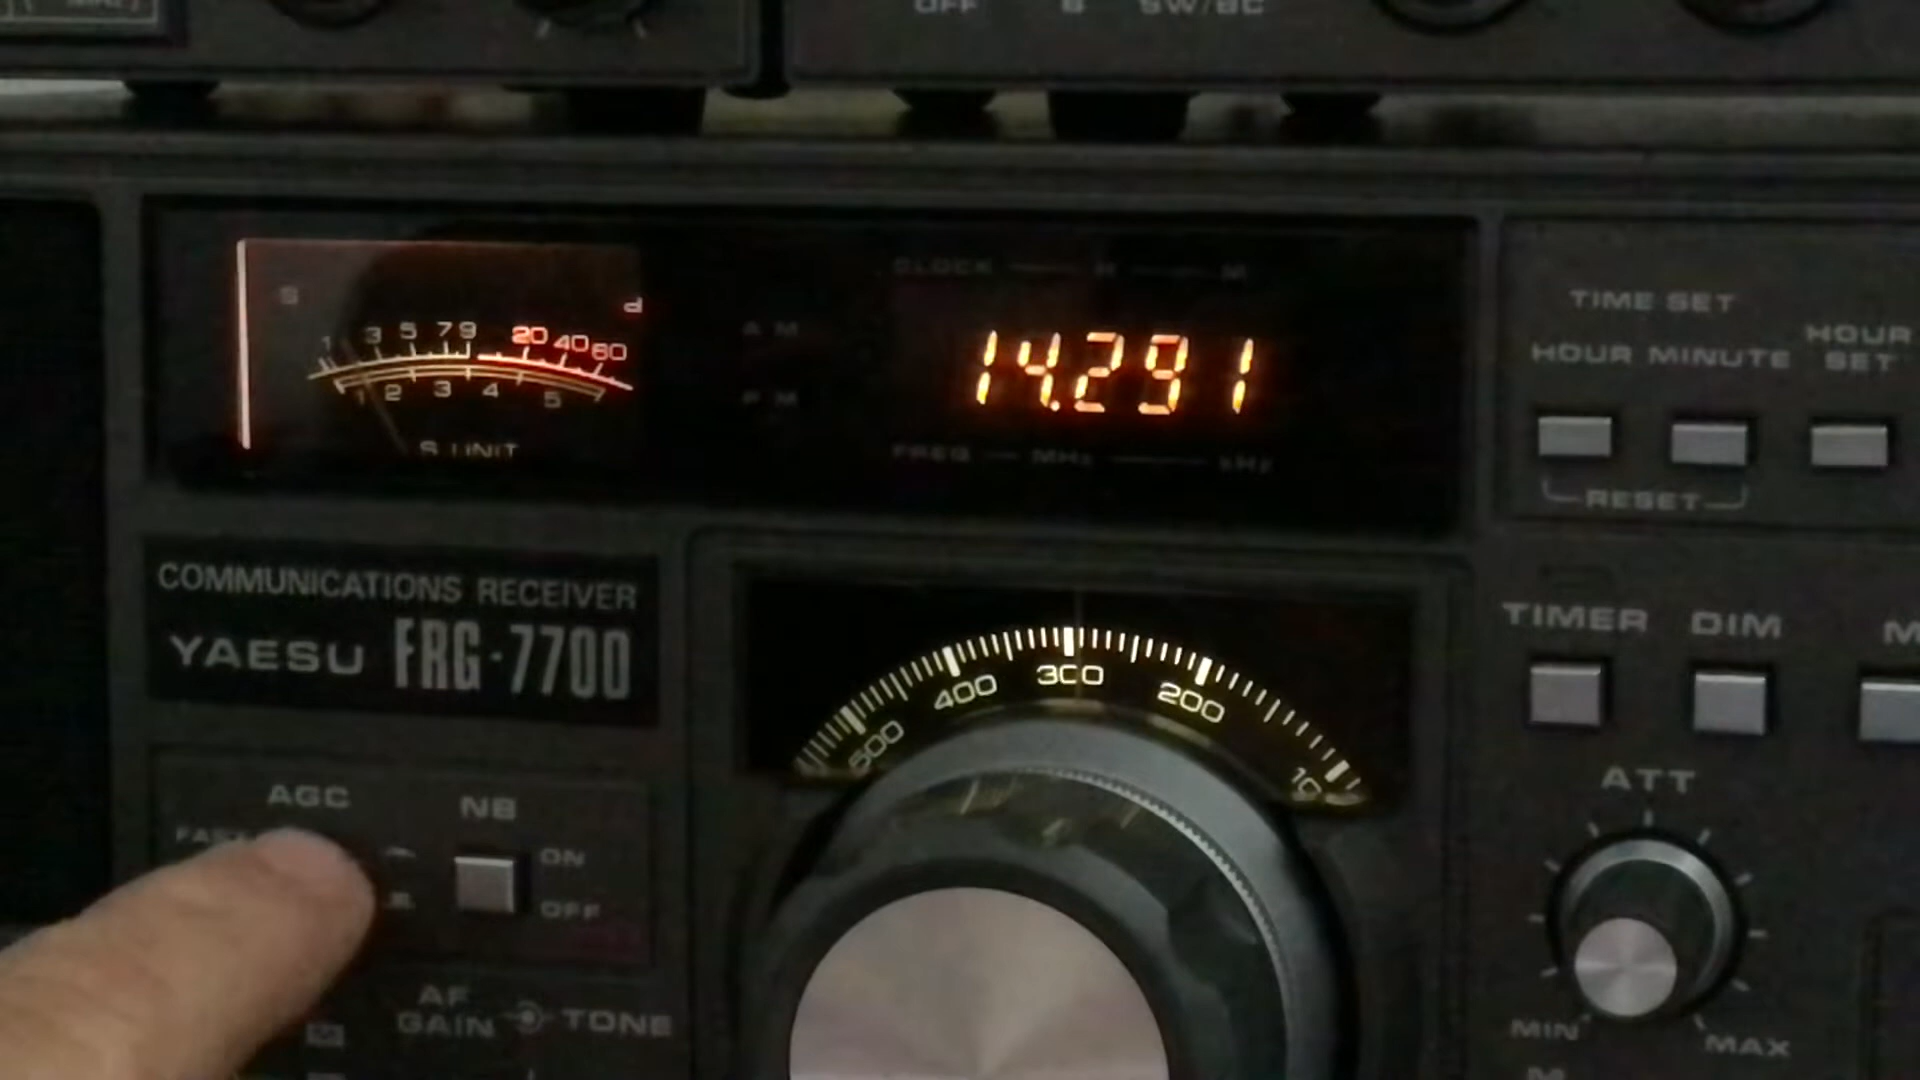 OFF
SW/BC
S
1 3 5 7 9 20 40 60
1 2 3 4 5
S UNIT
AM
PM
CLOCK H M
14.291
FREQ MHz kHz
TIME SET
HOUR MINUTE
HOUR SET
RESET
COMMUNICATIONS RECEIVER
YAESU FRG-7700
500 400 300 200
TIMER DIM M
AGC
NB
ON
OFF
ATT
MIN MAX
AF GAIN
TONE